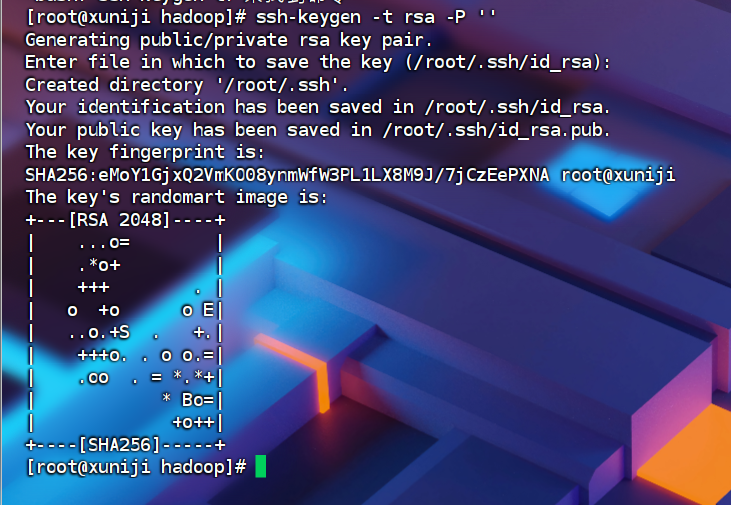 [root@xuniji hadoop]# ssh-keygen -t rsa -P ''
Generating public/private rsa key pair.
Enter file in which to save the key (/root/.ssh/id_rsa):
Created directory '/root/.ssh'.
Your identification has been saved in /root/.ssh/id_rsa.
Your public key has been saved in /root/.ssh/id_rsa.pub.
The key fingerprint is:
SHA256:eMoY1GjxQ2VmKO08ynmWfW3PL1LX8M9J/7jCzEePXNA root@xuniji
The key's randomart image is:
+---[RSA 2048]----+
|    ...o=        |
|    .*o+         |
|    +++        . |
|   o  +o      o E|
|   ..o.+S  .   +.|
|    +++o. . o o.=|
|    .oo  . = *.*+|
|            * Bo=|
|             +o++|
+----[SHA256]-----+
[root@xuniji hadoop]#